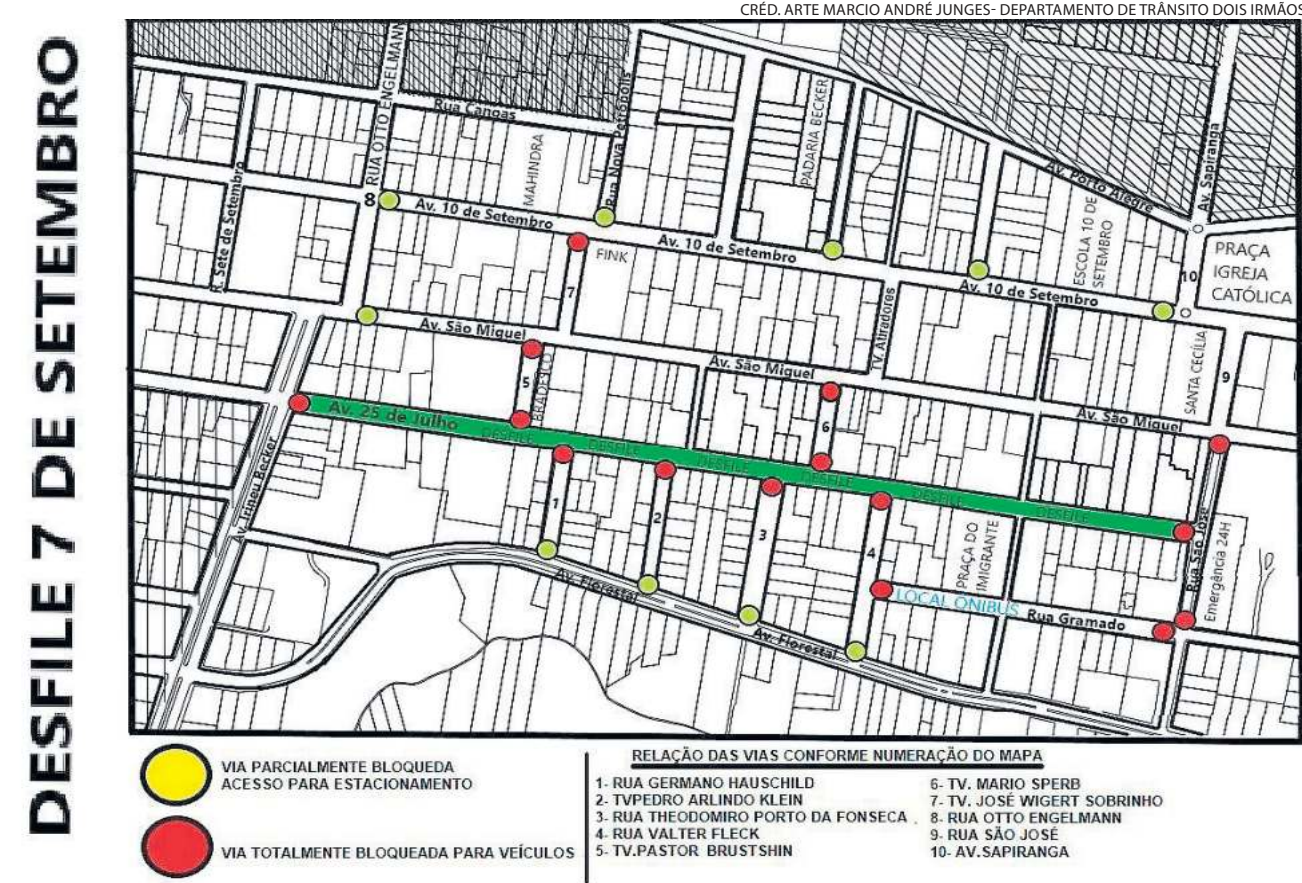 CRÉD. ARTE MARCIO ANDRÉ JUNGES- DEPARTAMENTO DE TRÂNSITO DOIS IRMÃOS
DESFILE 7 DE SETEMBRO
RUA OTTO ENGELMANN
Rua Cangas
MAHINDRA
Rua Nova Petrópolis
PADARIA BECKER
Av. Porto Alegre
Av. Sapiranga
R. Sete de Setembro
8
Av. 10 de Setembro
FINK
Av. 10 de Setembro
ESCOLA 10 DE
SETEMBRO
Av. 10 de Setembro
10
PRAÇA
IGREJA
CATÓLICA
7
Av. São Miguel
TV. Atiradores
Av. São Miguel
SANTA CECÍLIA
9
Av. São Miguel
5
BRADESCO
6
Av. 25 de Julho
DESFILE
DESFILE
DESFILE
DESFILE
DESFILE
DESFILE
Av. Irineu Becker
1
2
3
4
PRAÇA DO
IMIGRANTE
Rua São José
Emergência 24H
LOCAL ÔNIBUS
Rua Gramado
Av. Florestal
Av. Florestal
VIA PARCIALMENTE BLOQUEDA
ACESSO PARA ESTACIONAMENTO
VIA TOTALMENTE BLOQUEADA PARA VEÍCULOS
RELAÇÃO DAS VIAS CONFORME NUMERAÇÃO DO MAPA
1- RUA GERMANO HAUSCHILD
2- TVPEDRO ARLINDO KLEIN
3- RUA THEODOMIRO PORTO DA FONSECA
4- RUA VALTER FLECK
5- TV.PASTOR BRUSTSHIN
6- TV. MARIO SPERB
7- TV. JOSÉ WIGERT SOBRINHO
8- RUA OTTO ENGELMANN
9- RUA SÃO JOSÉ
10- AV.SAPIRANGA